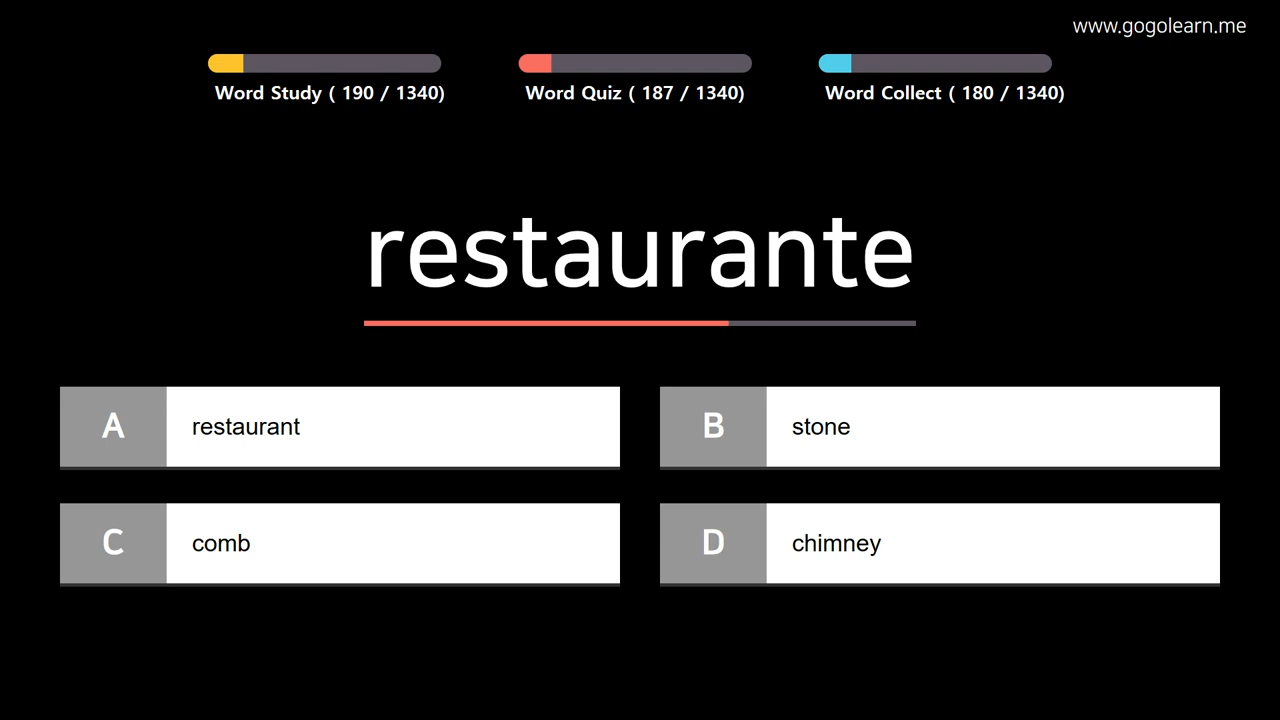 www.gogolearn.me
Word Study ( 190 / 1340)
Word Quiz ( 187 / 1340)
Word Collect ( 180 / 1340)
restaurante
A restaurant
B stone
C comb
D chimney